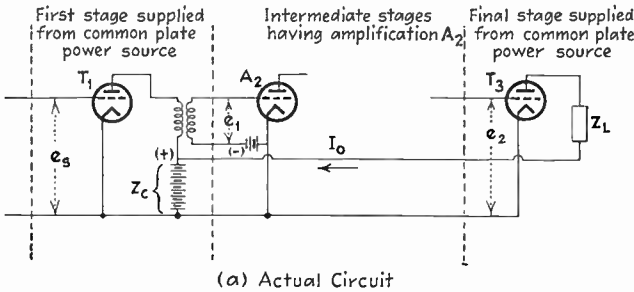 First stage supplied
from common plate
power source
Intermediate stages
having amplification A2
Final stage supplied
from common plate
power source
T1
A2
T3
e1
ZL
es
(+)
(-)
Io
e2
Zc
(a) Actual Circuit